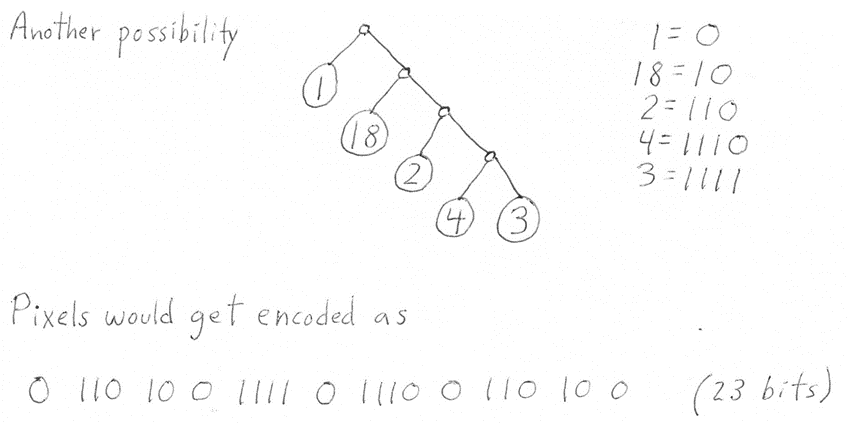 Another possibility
1 = 0
18 = 10
2 = 110
4 = 1110
3 = 1111
1
18
2
4 3
Pixels would get encoded as
0 110 10 0 1111 0 1110 0 110 10 0 (23 bits)